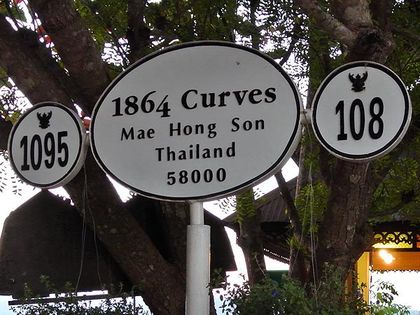 1095
1864 Curves
Mae Hong Son
Thailand
58000
108